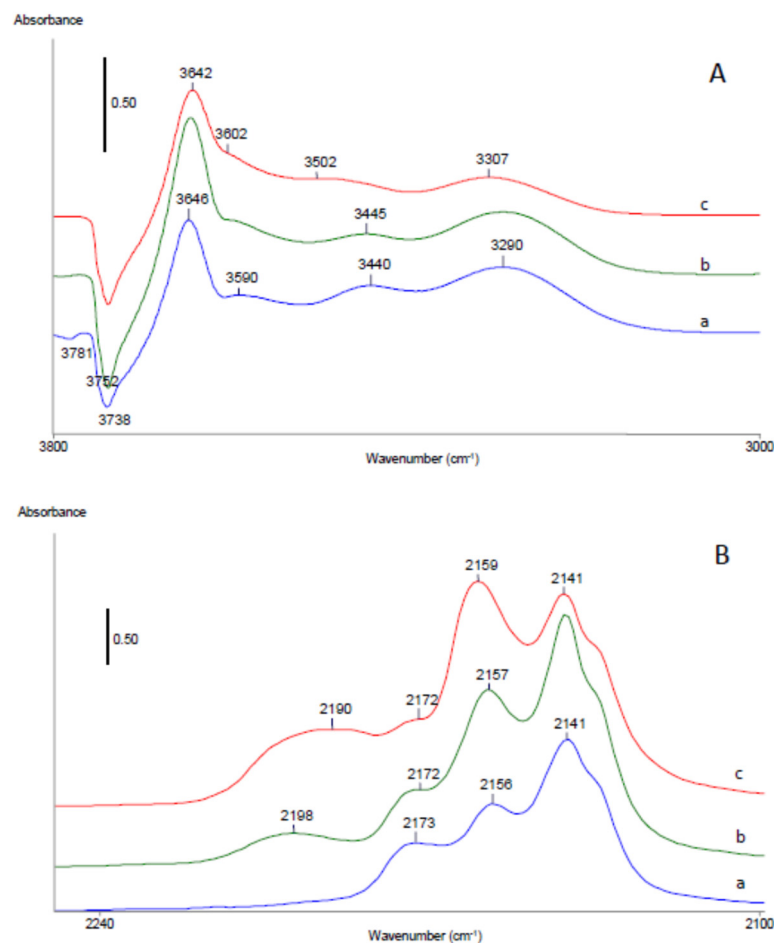 Absorbance
A
0.50
3642
3602
3502
3307
c
3646
3445
b
3590
3440
3290
a
3781
3752
3738
3800
3000
Wavenumber (cm⁻¹)
Absorbance
B
0.50
2159
2141
2190
2172
c
2157
2198
2172
b
2141
2173
2156
a
2240
2100
Wavenumber (cm⁻¹)